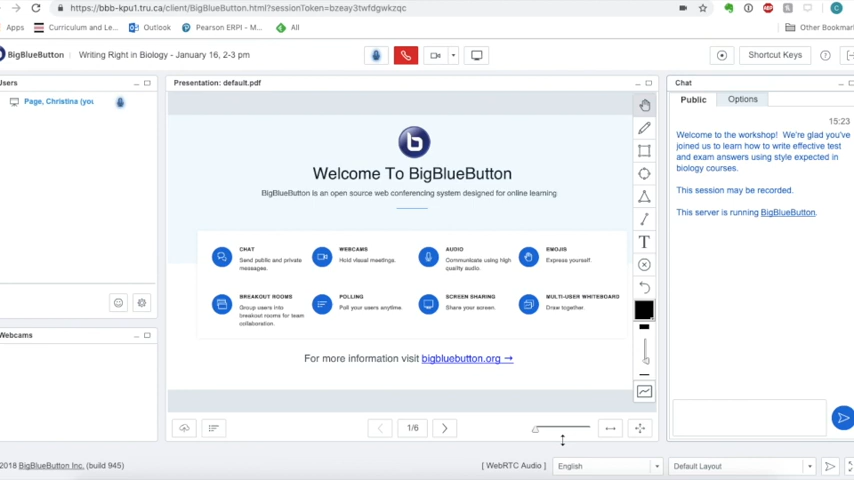 https://bbb-kpu1.tru.ca/client/BigBlueButton.html?sessionToken=bzeay3twfdgwkzqc
Apps Curriculum and Le... Outlook Pearson ERPI – M... All Other Bookmar
BigBlueButton Writing Right in Biology - January 16, 2-3 pm Shortcut Keys
Users
Page, Christina (you
Webcams
Presentation: default.pdf
b
Welcome To BigBlueButton
BigBlueButton is an open source web conferencing system designed for online learning
CHAT
Send public and private
messages.
WEBCAMS
Hold visual meetings.
AUDIO
Communicate using high
quality audio.
EMOJIS
Express yourself.
BREAKOUT ROOMS
Group users into
breakout rooms for team
collaboration.
POLLING
Poll your users anytime.
SCREEN SHARING
Share your screen.
MULTI-USER WHITEBOARD
Draw together.
For more information visit bigbluebutton.org →
T
1/6
Chat
Public Options
15:23
Welcome to the workshop! We're glad you've
joined us to learn how to write effective test
and exam answers using style expected in
biology courses.
This session may be recorded.
This server is running BigBlueButton.
2018 BigBlueButton Inc. (build 945) [ WebRTC Audio ] English Default Layout